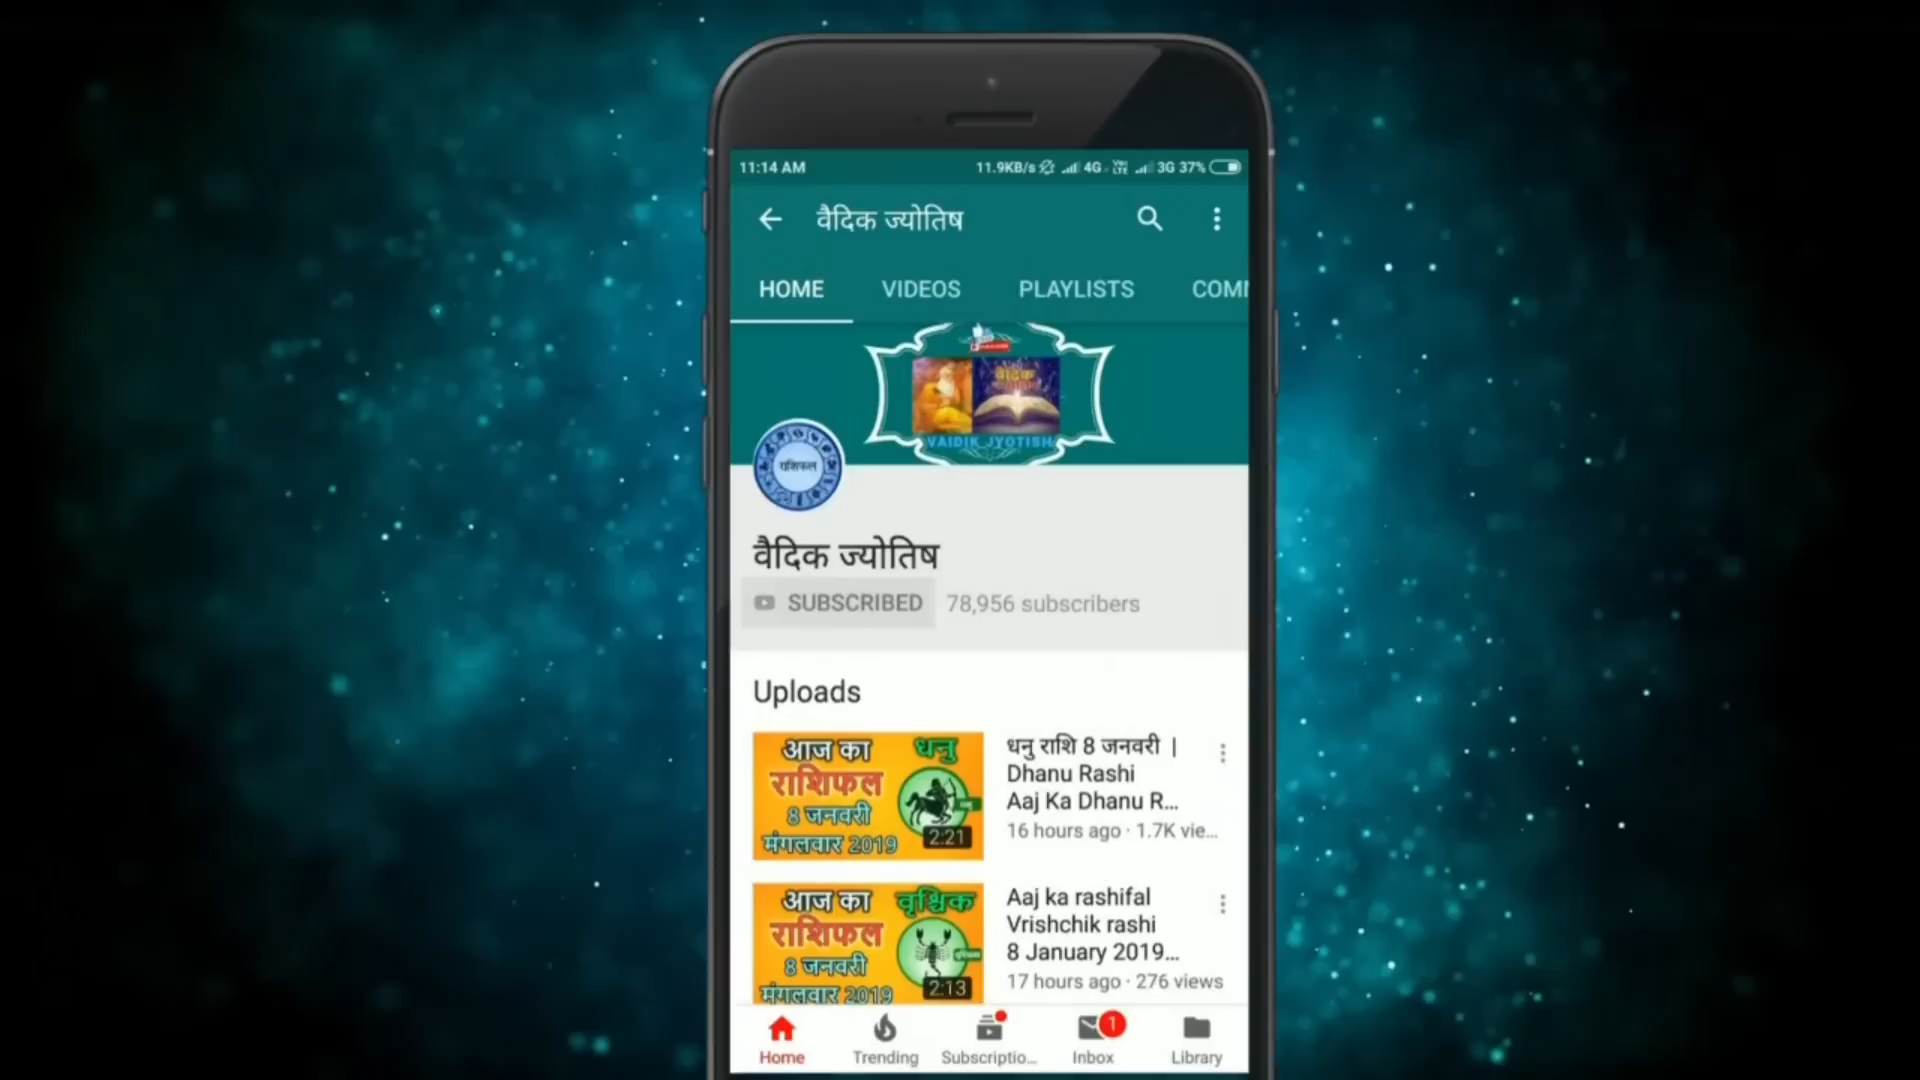 11:14 AM
11.9KB/s 4G VoLTE 3G 37%
वैदिक ज्योतिष
HOME VIDEOS PLAYLISTS COMM
वैदिक
VAIDIK JYOTISH
राशिफल
वैदिक ज्योतिष
SUBSCRIBED 78,956 subscribers
Uploads
आज का धनु
राशिफल
8 जनवरी
मंगलवार 2019
2:21
धनु राशि 8 जनवरी |
Dhanu Rashi
Aaj Ka Dhanu R...
16 hours ago · 1.7K vie...
आज का वृश्चिक
राशिफल
8 जनवरी
मंगलवार 2019
2:13
Aaj ka rashifal
Vrishchik rashi
8 January 2019...
17 hours ago · 276 views
1
Home Trending Subscriptio... Inbox Library